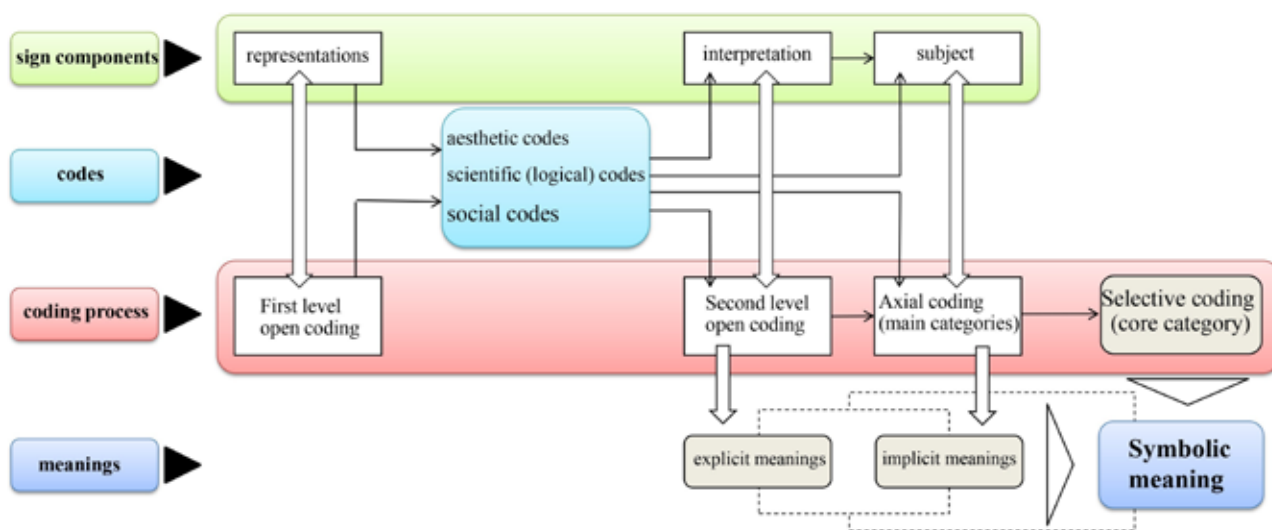 sign components
representations
interpretation
subject
codes
aesthetic codes
scientific (logical) codes
social codes
coding process
First level
open coding
Second level
open coding
Axial coding
(main categories)
Selective coding
(core category)
meanings
explicit meanings
implicit meanings
Symbolic
meaning